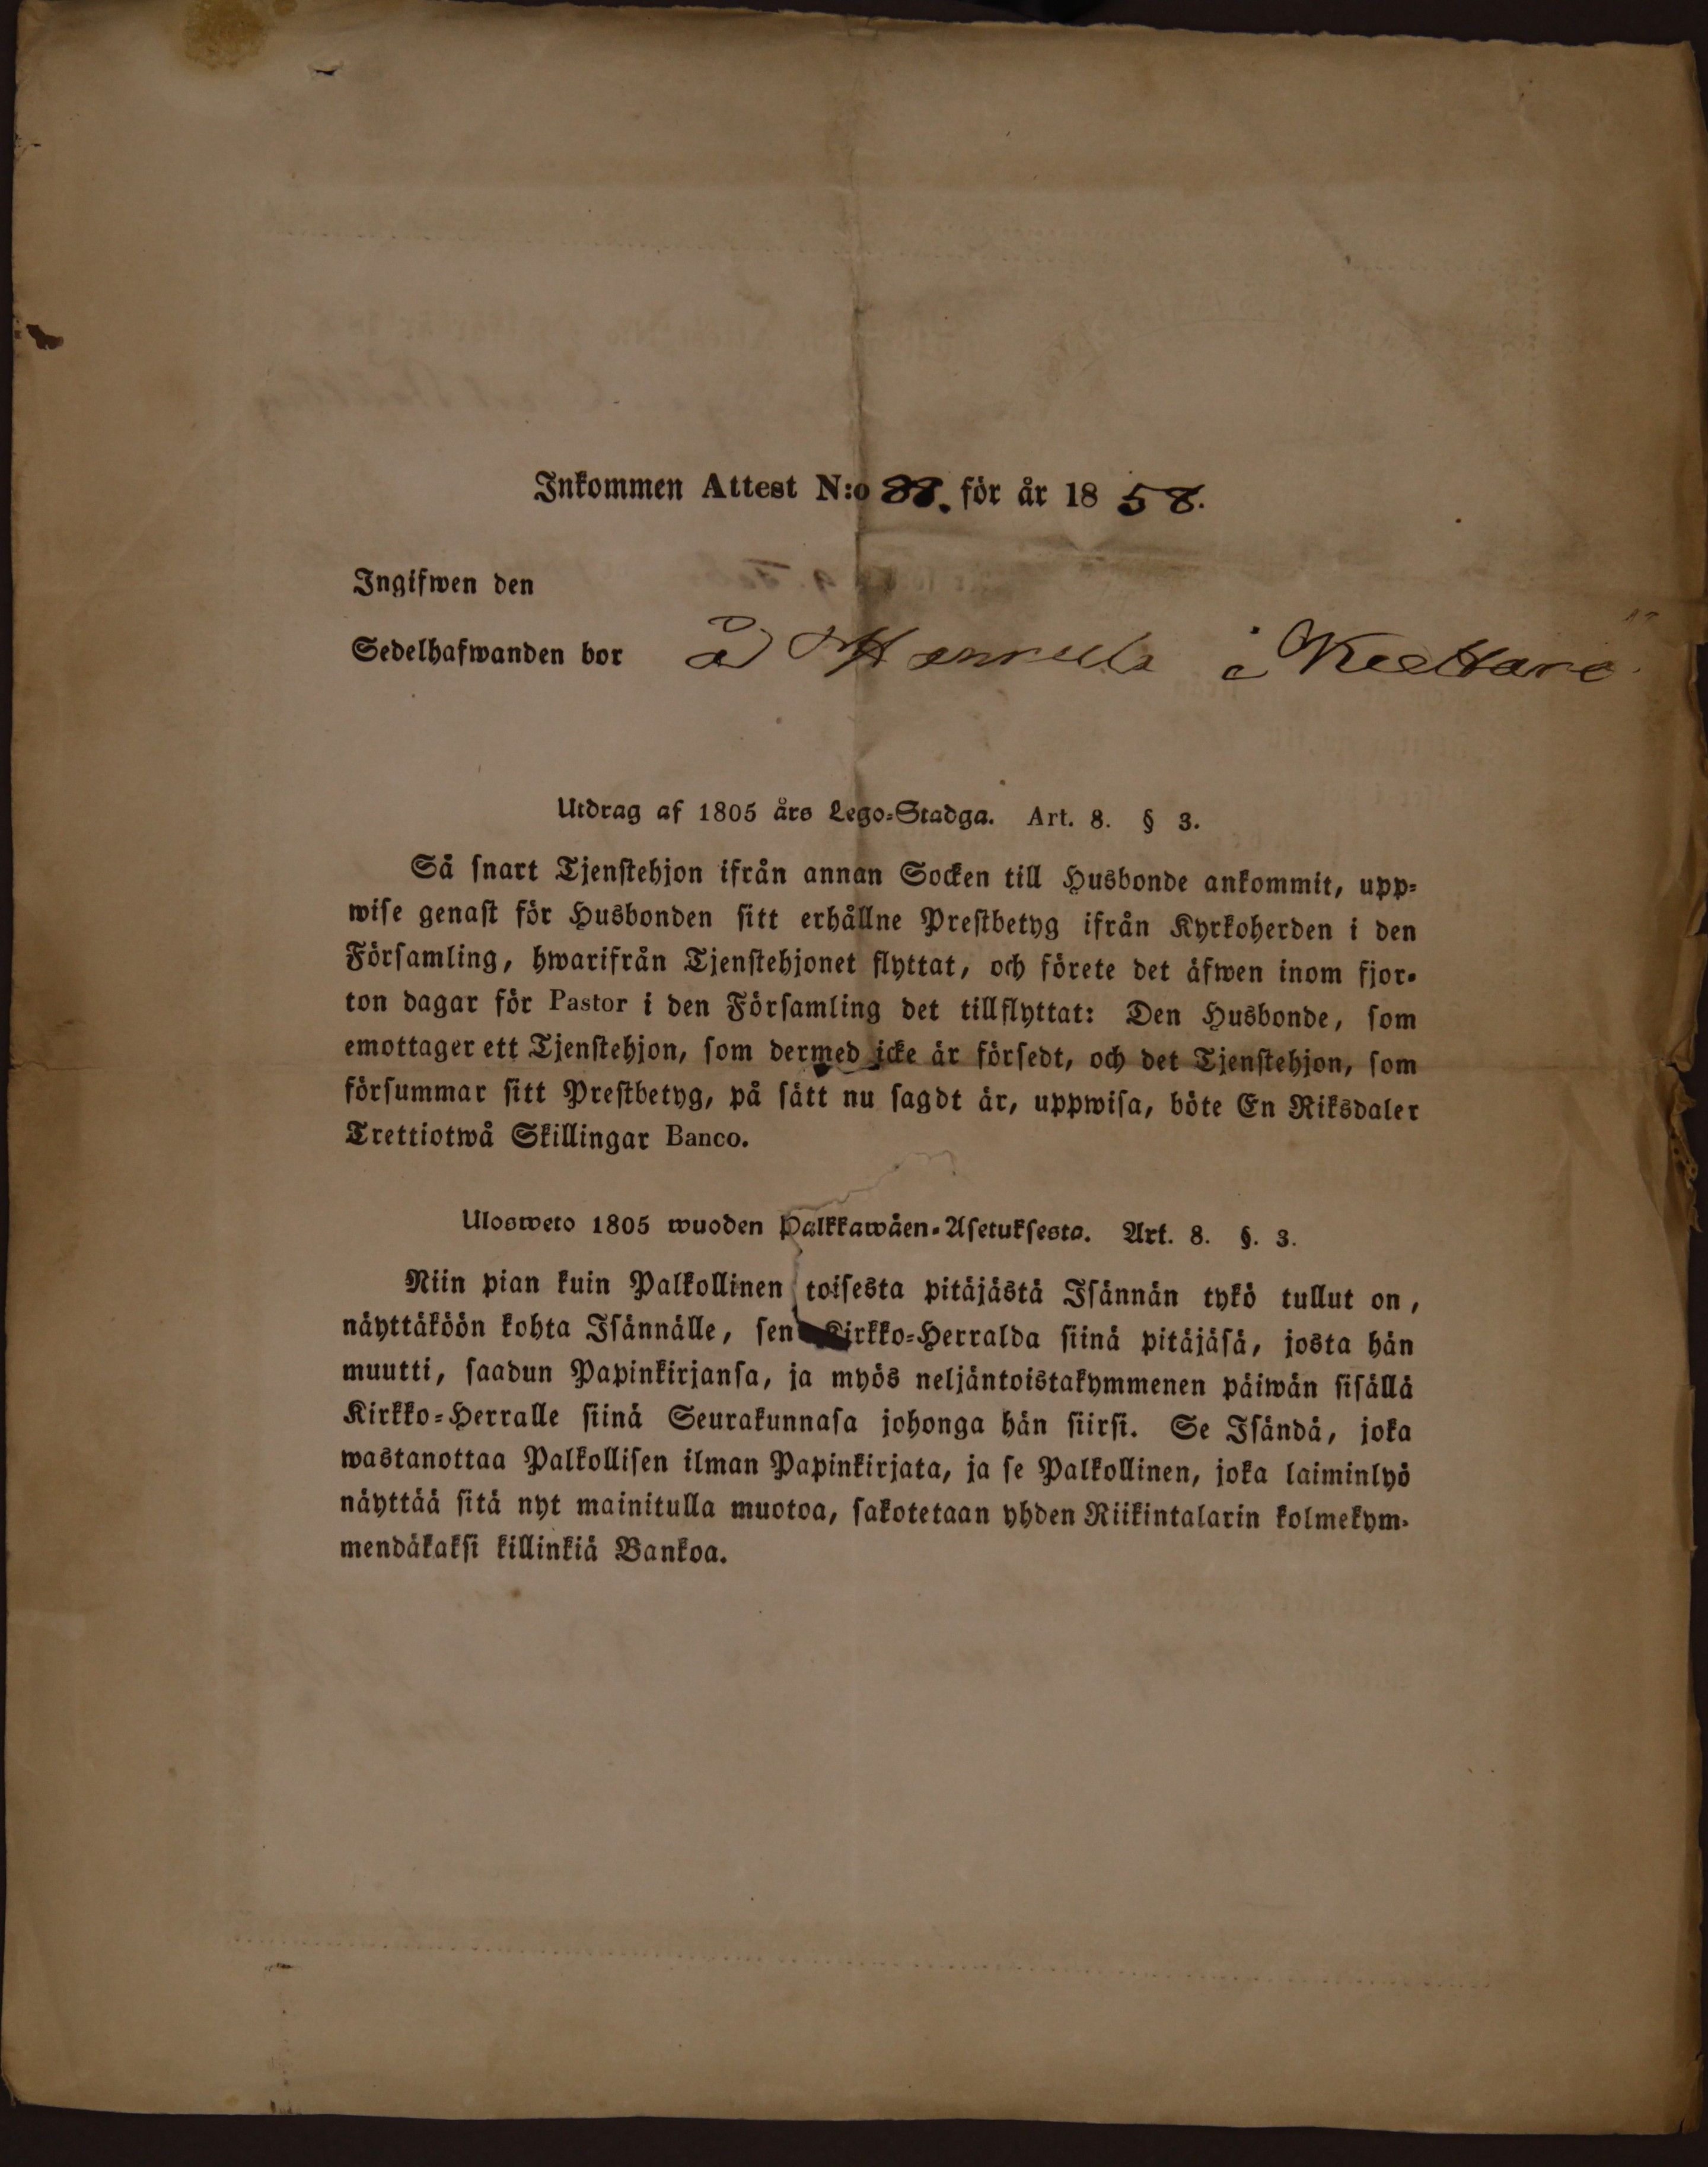 Inkommen Attest N:o 38. för år 1858.
Ingifwen den
Sedelhafwanden bor å Hannula i
Utdrag af 1805 års Lego-Stadga. Art. 8. § 3.
Så snart Tjenstehjon ifrån annan Socken till Husbonde ankommit, upp-
wise genast för Husbonden sitt erhållne Prestbetyg ifrån Kyrkoherden i den
Församling, hwarifrån Tjenstehjonet flyttat, och förete det äfwen inom fjor-
ton dagar för Pastor i den Församling det tillflyttat: Den Husbonde, som
emottager ett Tjenstehjon, som dermed icke är försedt, och det Tjenstehjon, som
försummar sitt Prestbetyg, på sätt nu sagdt är, uppwisa, böte En Riksdaler
Trettiotwå Skillingar Banco.
Ulosweto 1805 wuoden Palkkawäen-Asetuksesta. Art. 8. §. 3.
Niin pian kuin Palkollinen toisesta pitäjästä Isännän tykö tullut on,
näyttäköön kohta Isännälle, sen Kirkko-Herralda siinä pitäjäsä, josta hän
muutti, saadun Papinkirjansa, ja myös neljäntoistakymmenen päiwän sisällä
Kirkko-Herralle siinä Seurakunnasa johonga hän siirsi. Se Isändä, joka
wastanottaa Palkollisen ilman Papinkirjata, ja se Palkollinen, joka laiminlyö
näyttää sitä nyt mainitulla muotoa, sakotetaan yhden Riikintalarin kolmekym-
mendäkaksi killinkiä Bankoa.